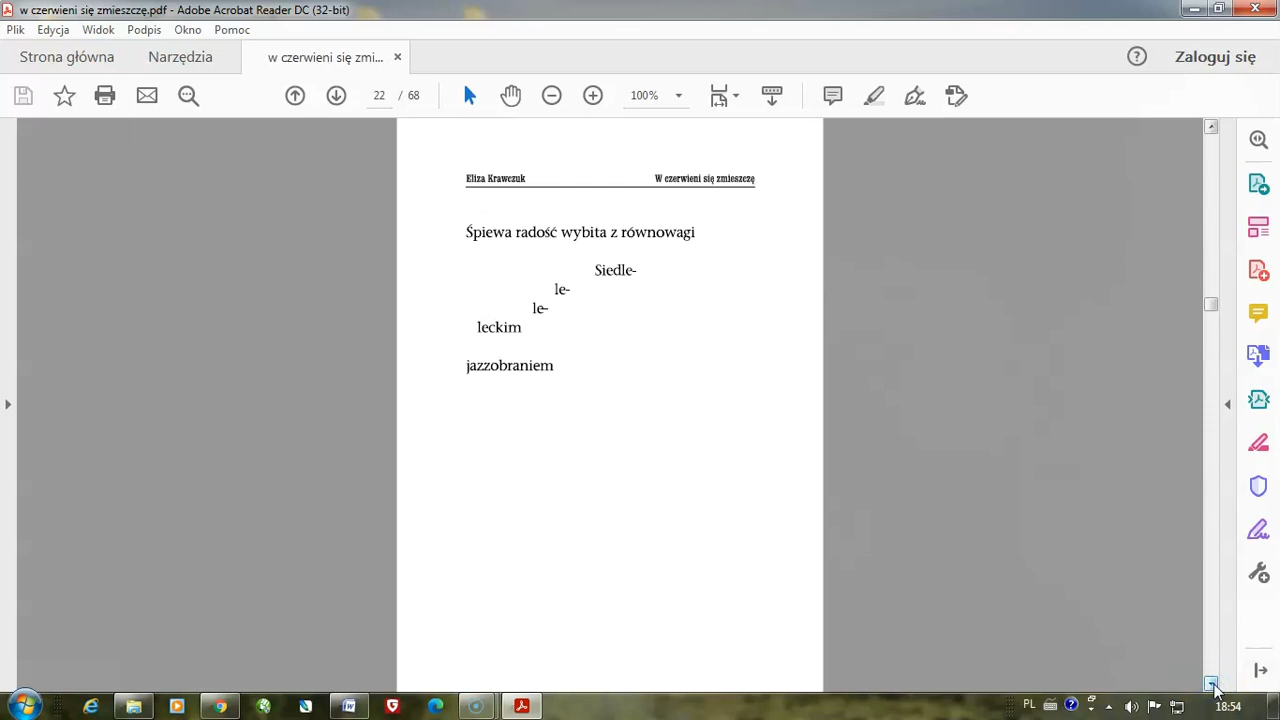 w czerwieni się zmieszczę.pdf - Adobe Acrobat Reader DC (32-bit)
Plik Edycja Widok Podpis Okno Pomoc
Strona główna Narzędzia w czerwieni się zmi... Zaloguj się
22 / 68 100%
Eliza Krawczuk W czerwieni się zmieszczę
Śpiewa radość wybita z równowagi
Siedle-
le-
le-
leckim
jazzobraniem
PL 18:54